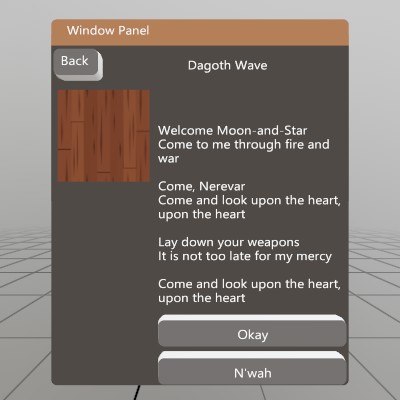 Window Panel
Back
Dagoth Wave
Welcome Moon-and-Star
Come to me through fire and
war
Come, Nerevar
Come and look upon the heart,
upon the heart
Lay down your weapons
It is not too late for my mercy
Come and look upon the heart,
upon the heart
Okay
N'wah